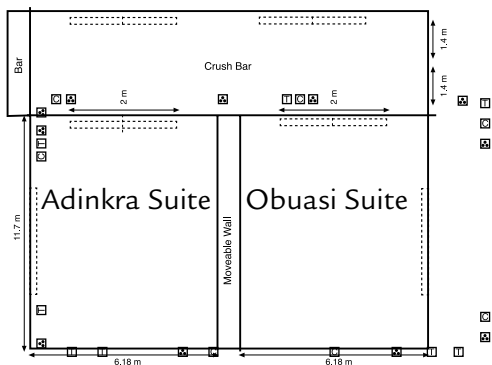 Bar
Crush Bar
1.4 m
1.4 m
C
2 m
T
C
2 m
T
C
T
C
Adinkra Suite
Obuasi Suite
11.7 m
Moveable Wall
T
C
T
T
C
C
T
T
6.18 m
6.18 m